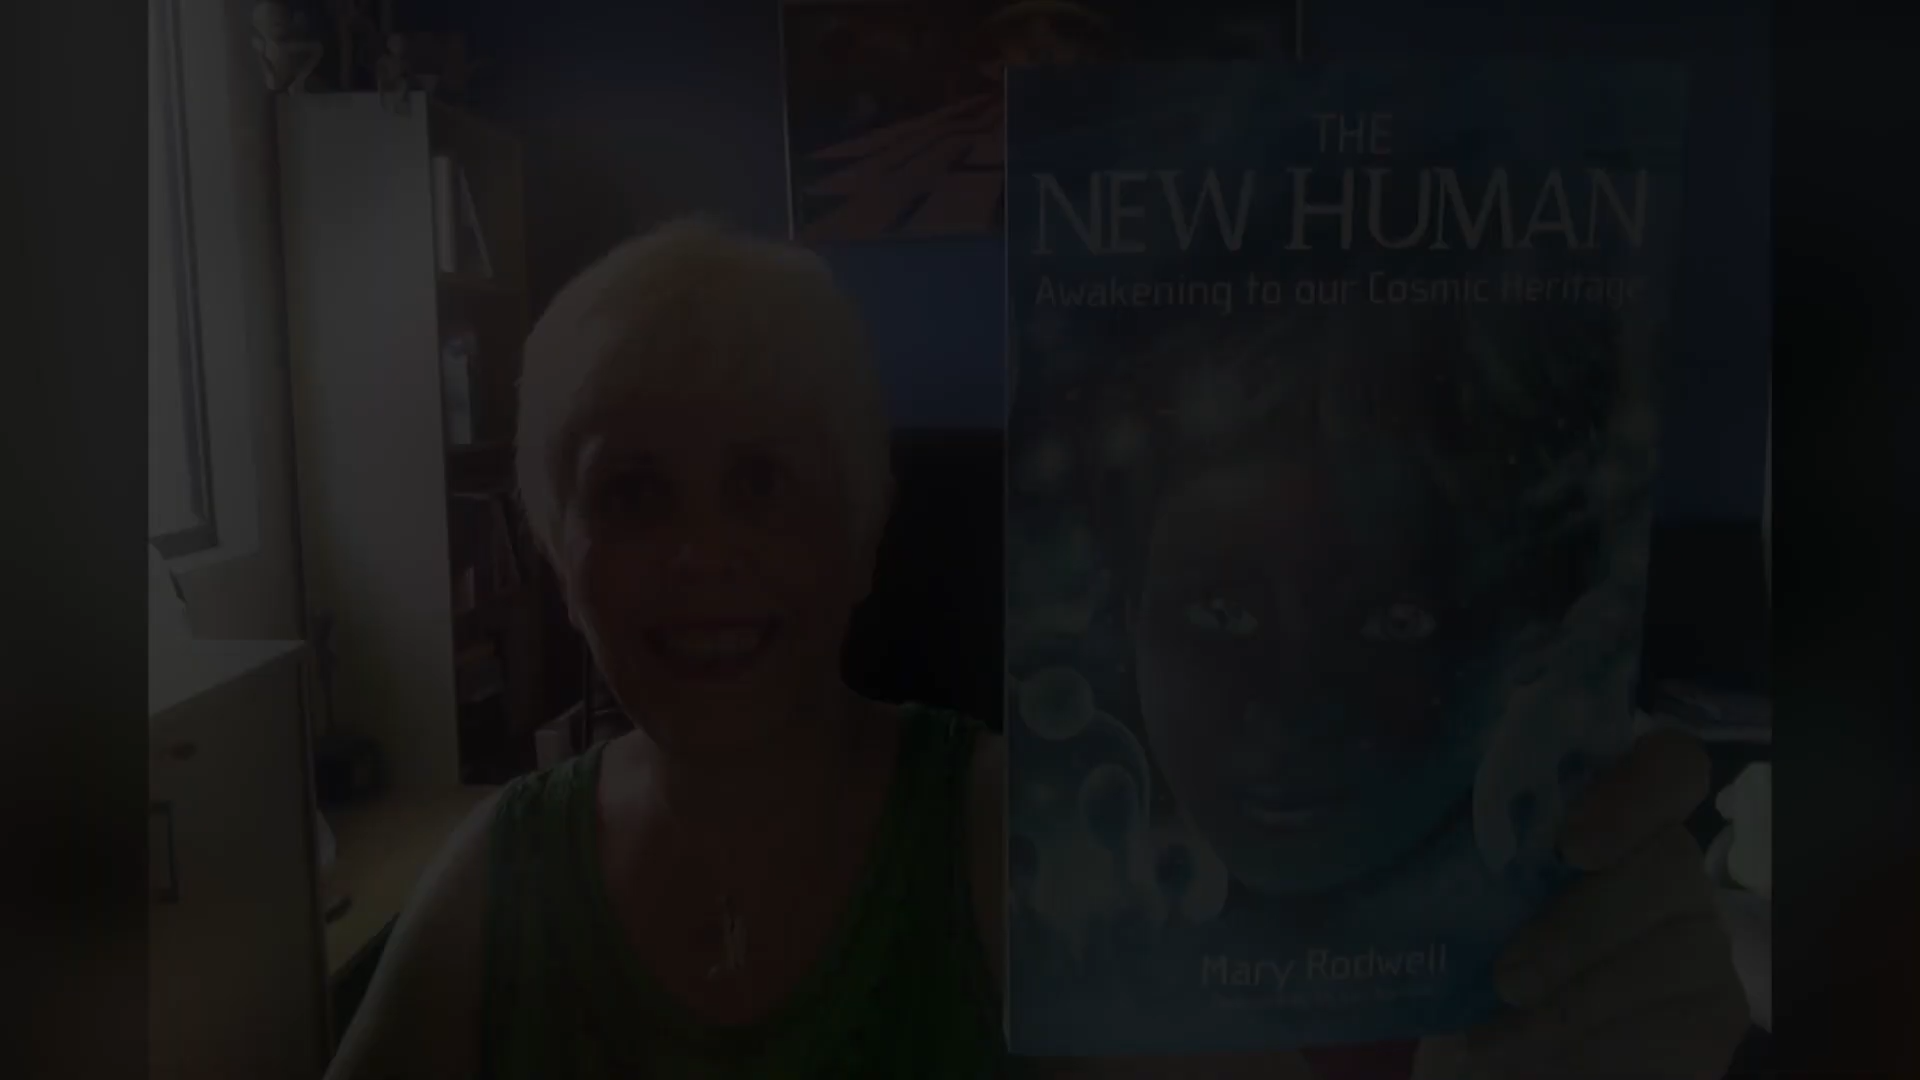 THE
NEW HUMAN
Awakening to our Cosmic Heritage
Mary Rodwell